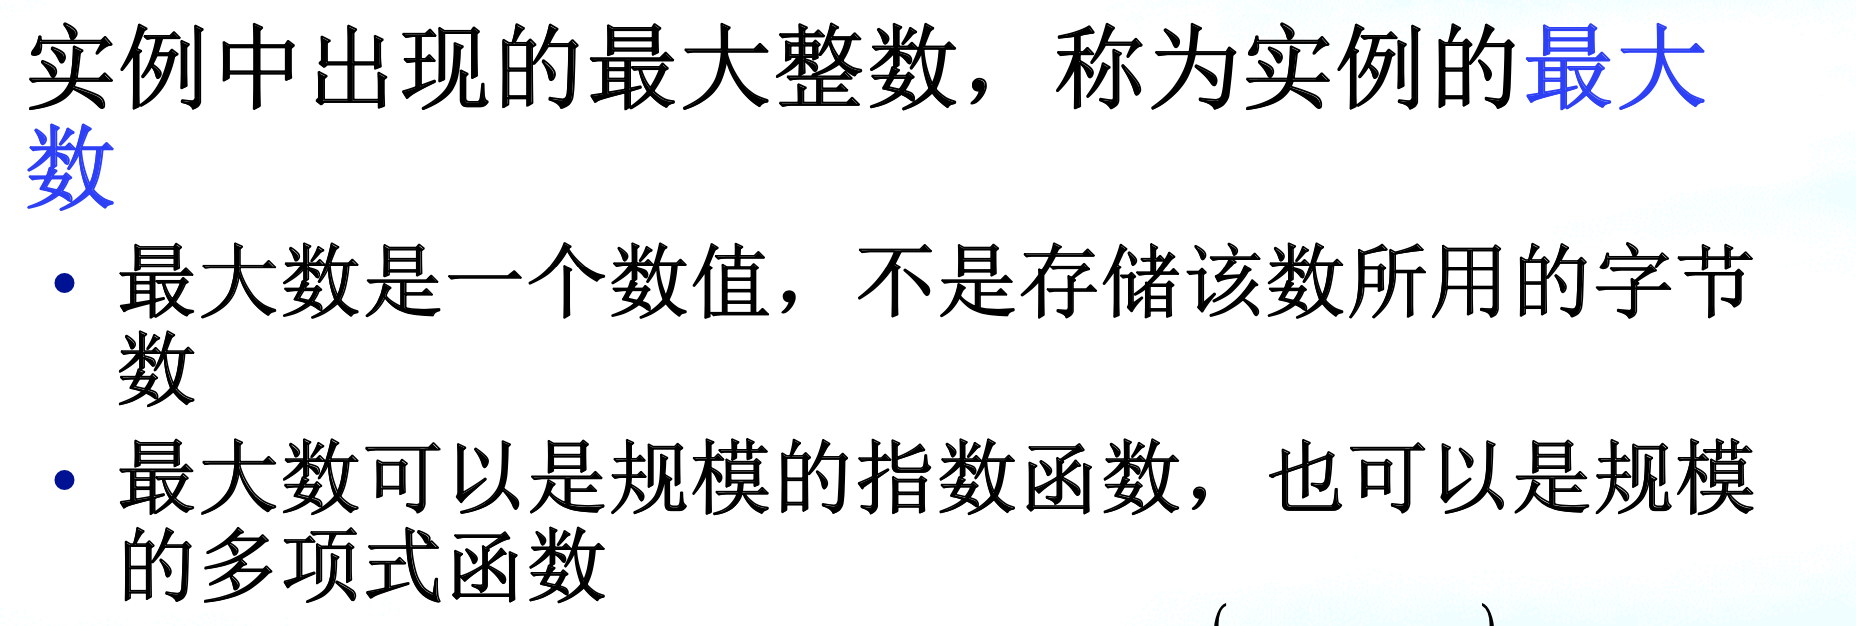 实例中出现的最大整数，称为实例的最大
数
• 最大数是一个数值，不是存储该数所用的字节
数
• 最大数可以是规模的指数函数，也可以是规模
的多项式函数